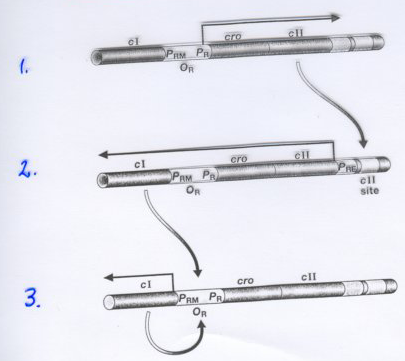 1.
cI PRM PR cro cII
OR
2.
cI PRM PR cro cII PRE cII site
OR
3.
cI PRM PR cro cII
OR